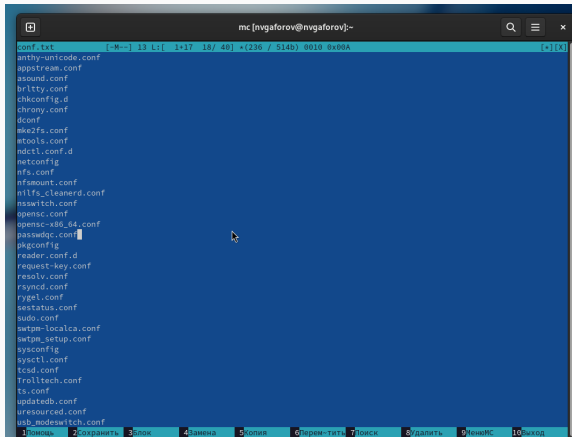 mc [nvgaforov@nvgaforov]:~
conf.txt [-M--] 13 L:[ 1+17 18/ 40] *(236 / 514b) 0010 0x00A [*][X]
anthy-unicode.conf
appstream.conf
asound.conf
brltty.conf
chkconfig.d
chrony.conf
dconf
mke2fs.conf
mtools.conf
ndctl.conf.d
netconfig
nfs.conf
nfsmount.conf
nilfs_cleanerd.conf
nsswitch.conf
opensc.conf
opensc-x86_64.conf
passwdqc.conf
pkgconfig
reader.conf.d
request-key.conf
resolv.conf
rsyncd.conf
rygel.conf
sestatus.conf
sudo.conf
swtpm-localca.conf
swtpm_setup.conf
sysconfig
sysctl.conf
tcsd.conf
Trolltech.conf
ts.conf
updatedb.conf
uresourced.conf
usb_modeswitch.conf
1Помощь 2Сохранить 3Блок 4Замена 5Копия 6Перем~тить 7Поиск 8Удалить 9МенюМС 10Выход